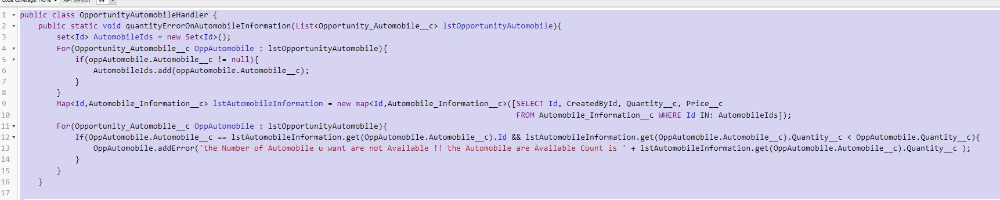 Code Coverage: None API Version: 59
1 public class OpportunityAutomobileHandler {
2 public static void quantityErrorOnAutomobileInformation(List<Opportunity_Automobile__c> lstOpportunityAutomobile){
3 set<Id> AutomobileIds = new Set<Id>();
4 For(Opportunity_Automobile__c OppAutomobile : lstOpportunityAutomobile){
5 if(oppAutomobile.Automobile__c != null){
6 AutomobileIds.add(oppAutomobile.Automobile__c);
7 }
8 }
9 Map<Id,Automobile_Information__c> lstAutomobileInformation = new map<Id,Automobile_Information__c>([SELECT Id, CreatedById, Quantity__c, Price__c
10 FROM Automobile_Information__c WHERE Id IN: AutomobileIds]);
11 For(Opportunity_Automobile__c OppAutomobile : lstOpportunityAutomobile){
12 If(OppAutomobile.Automobile__c == lstAutomobileInformation.get(OppAutomobile.Automobile__c).Id && lstAutomobileInformation.get(OppAutomobile.Automobile__c).Quantity__c < OppAutomobile.Quantity__c){
13 OppAutomobile.addError('the Number of Automobile u want are not Available !! the Automobile are Available Count is ' + lstAutomobileInformation.get(OppAutomobile.Automobile__c).Quantity__c );
14 }
15 }
16 }
17